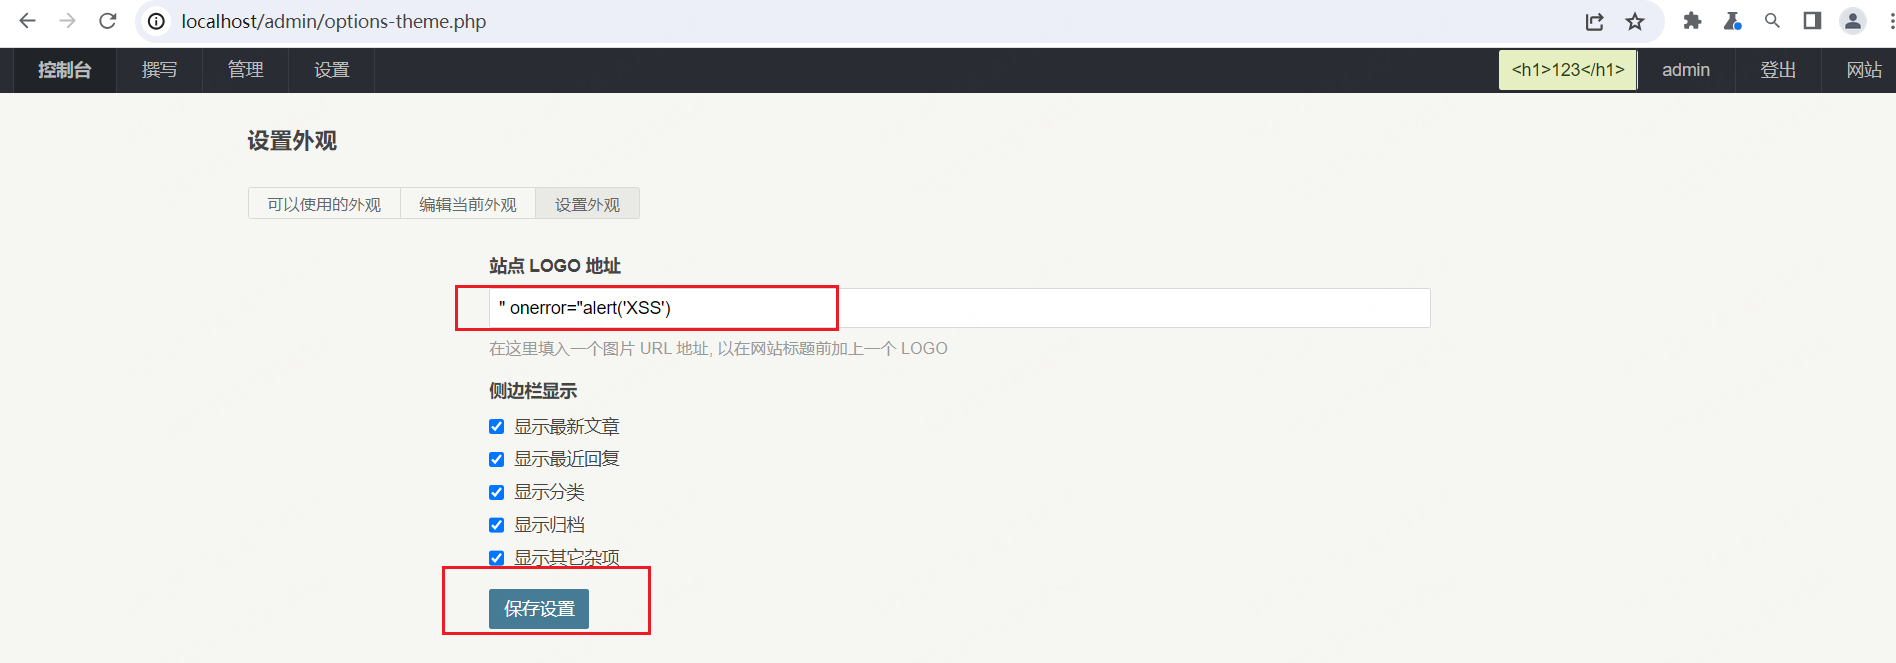 localhost/admin/options-theme.php
控制台 撰写 管理 设置 <h1>123</h1> admin 登出 网站
设置外观
可以使用的外观 编辑当前外观 设置外观
站点 LOGO 地址
" onerror="alert('XSS')
在这里填入一个图片 URL 地址, 以在网站标题前加上一个 LOGO
侧边栏显示
显示最新文章
显示最近回复
显示分类
显示归档
显示其它杂项
保存设置